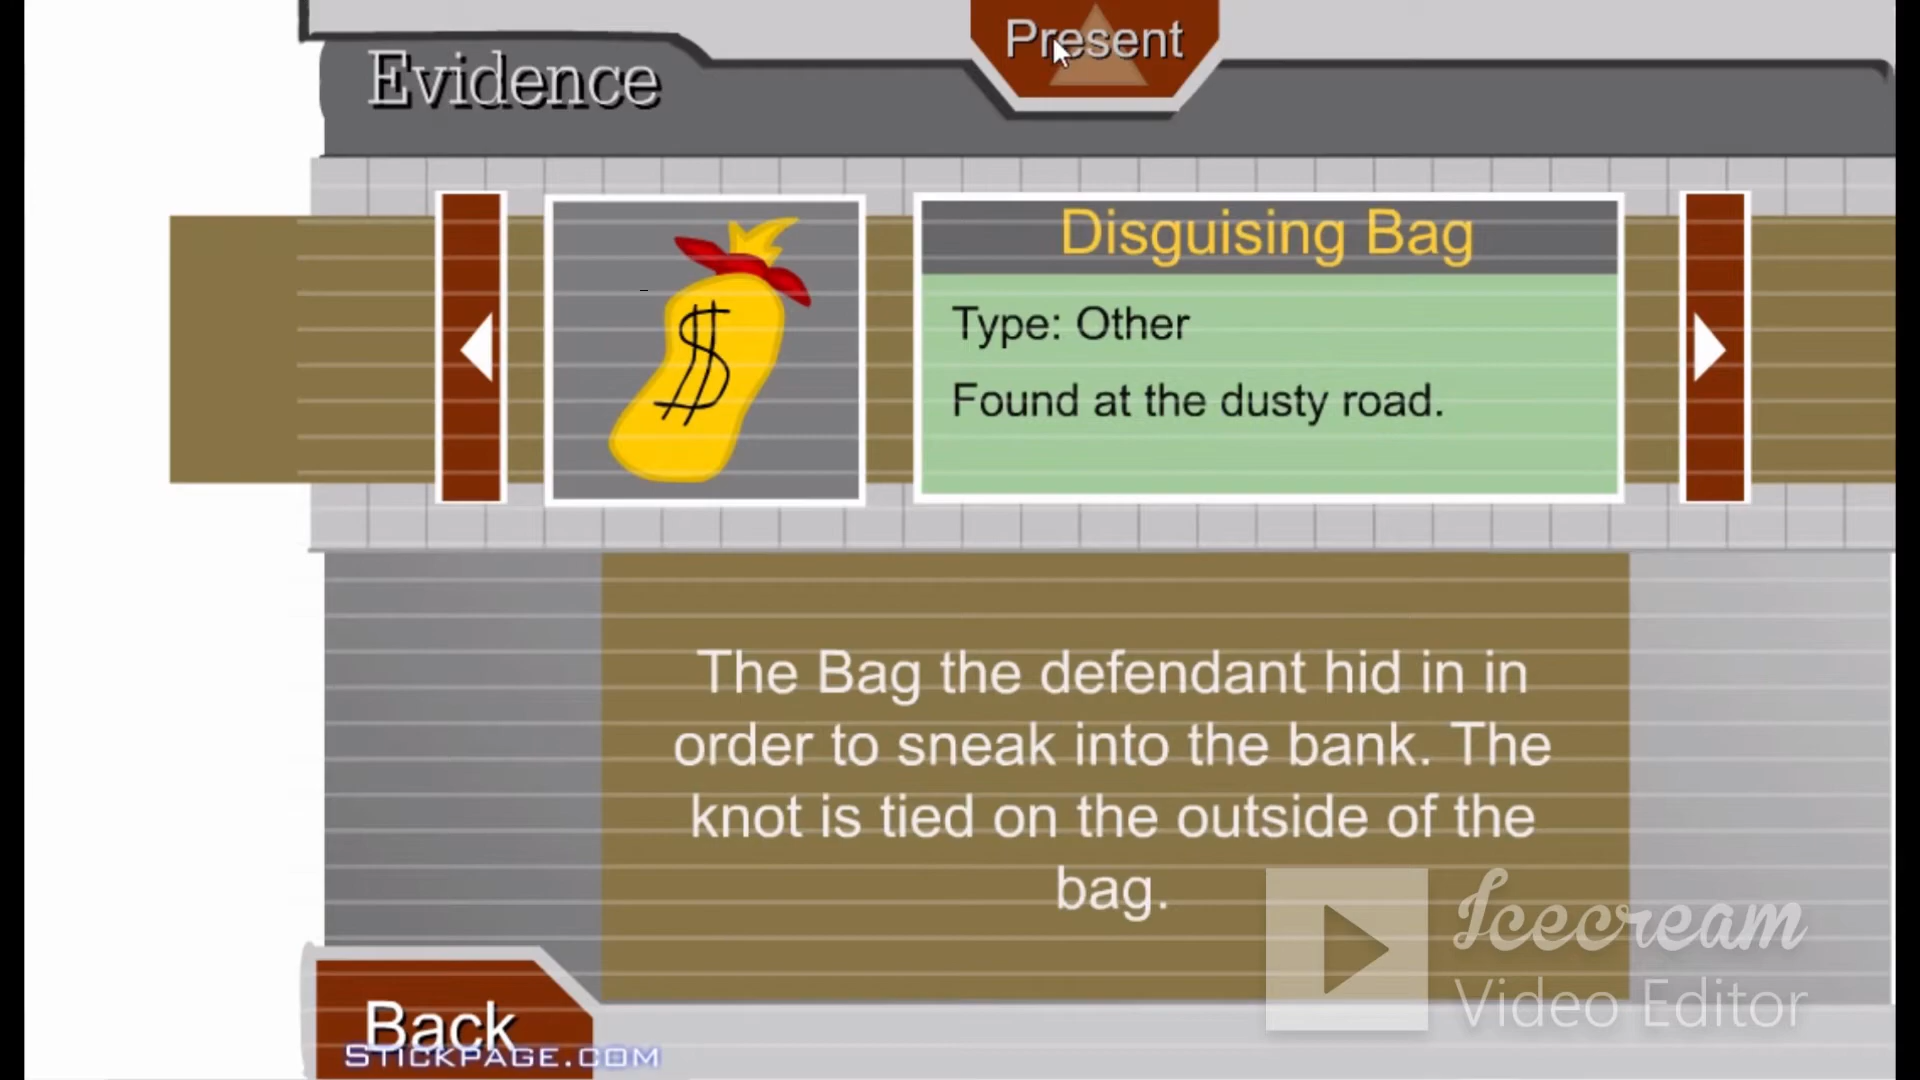 Present
Evidence
Disguising Bag
$
Type: Other
Found at the dusty road.
The Bag the defendant hid in in
order to sneak into the bank. The
knot is tied on the outside of the
bag.
Icecream
Video Editor
Back
STICKPAGE.COM